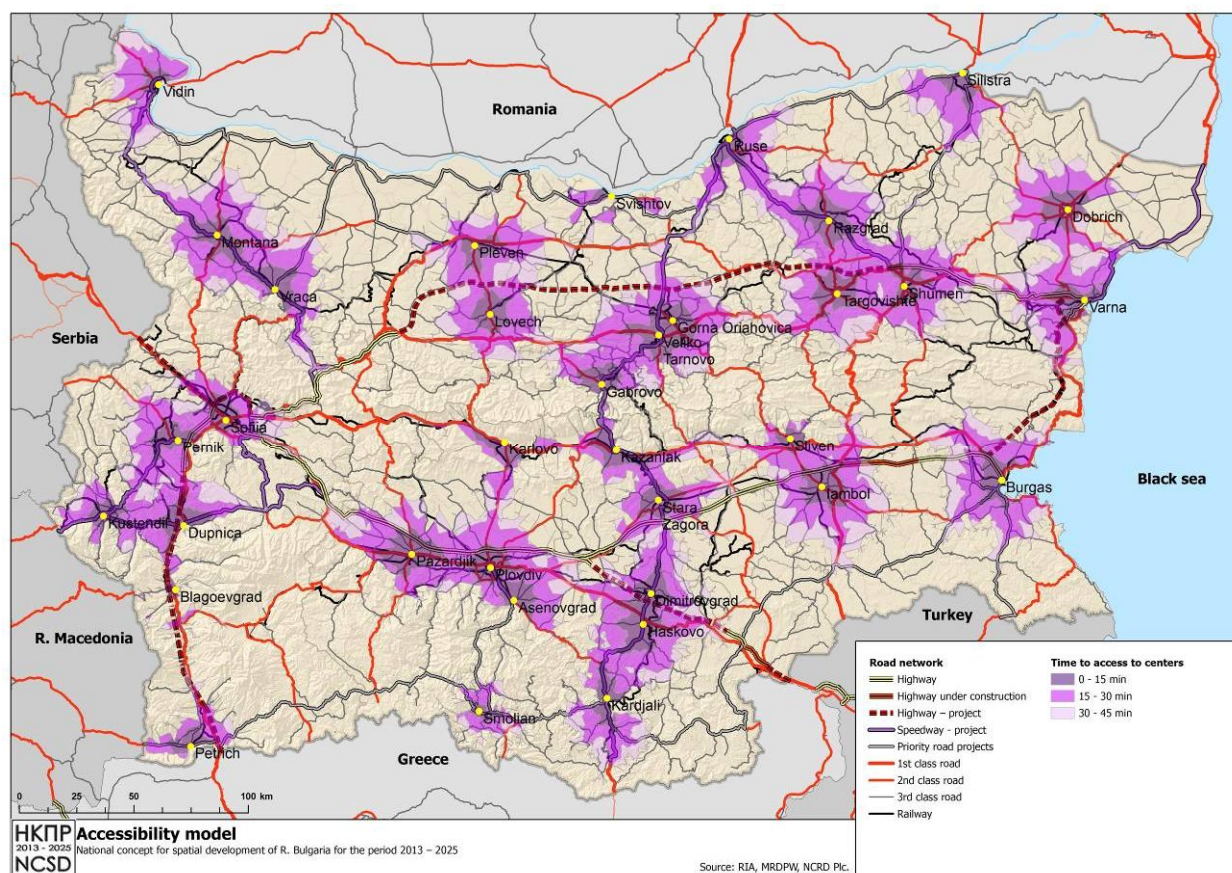 Vidin
Silistra
Romania
Ruse
Svishtov
Dobrich
Razgrad
Montana
Pleven
Vraca
Shumen
Targovishte
Varna
Lovech
Gorna Oriahovica
Serbia
Veliko
Tarnovo
Gabrovo
Sofiia
Pernik
Karlovo
Kazanlak
Sliven
Iambol
Burgas
Black sea
Stara
Zagora
Kustendil
Dupnica
Pazardjik
Plovdiv
Blagoevgrad
Asenovgrad
Dimitrovgrad
Haskovo
Turkey
R. Macedonia
Kardjali
Smolian
Petrich
Greece
0 25 50 100 km
Road network
Highway
Highway under construction
Highway – project
Speedway - project
Priority road projects
1st class road
2nd class road
3rd class road
Railway
Time to access to centers
0 - 15 min
15 - 30 min
30 - 45 min
НКПР
2013 - 2025
NCSD
Accessibility model
National concept for spatial development of R. Bulgaria for the period 2013 – 2025
Source: RIA, MRDPW, NCRD Plc.